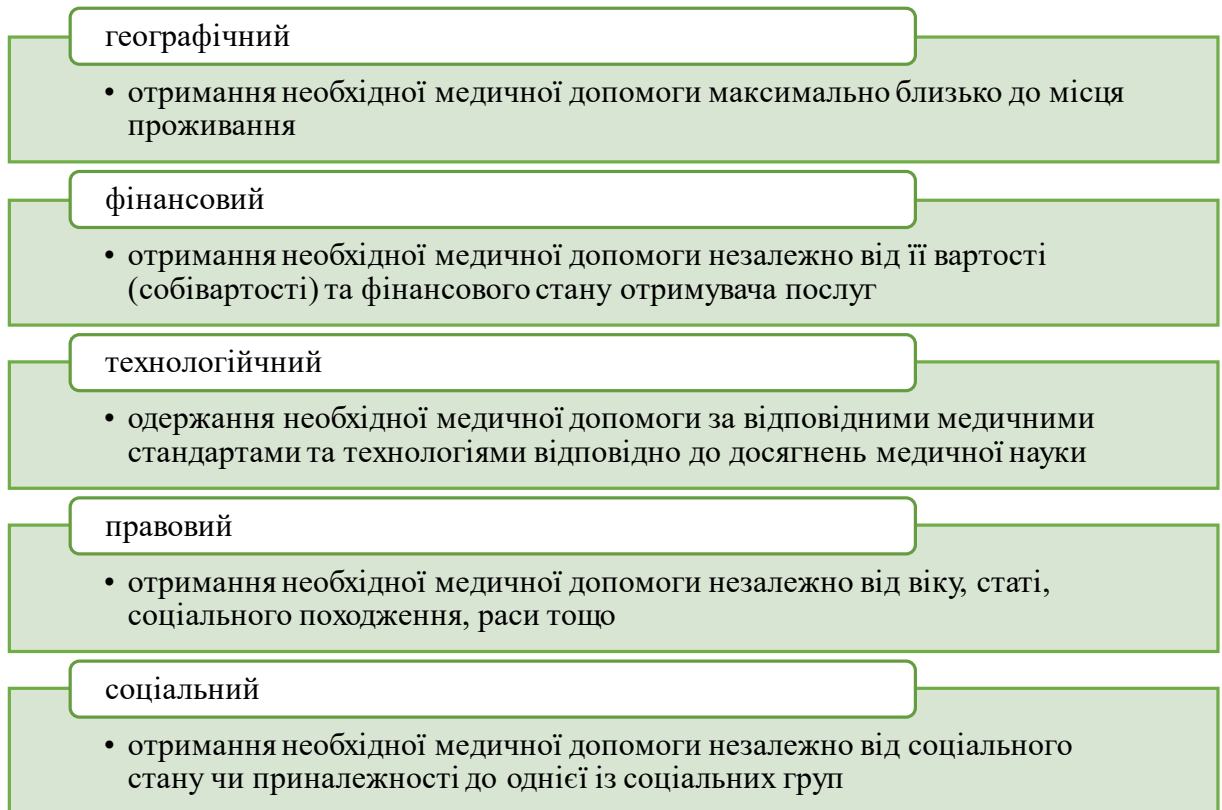 географічний
• отримання необхідної медичної допомоги максимально близько до місця
проживання
фінансовий
• отримання необхідної медичної допомоги незалежно від її вартості
(собівартості) та фінансового стану отримувача послуг
технологійчний
• одержання необхідної медичної допомоги за відповідними медичними
стандартами та технологіями відповідно до досягнень медичної науки
правовий
• отримання необхідної медичної допомоги незалежно від віку, статі,
соціального походження, раси тощо
соціальний
• отримання необхідної медичної допомоги незалежно від соціального
стану чи приналежності до однієї із соціальних груп